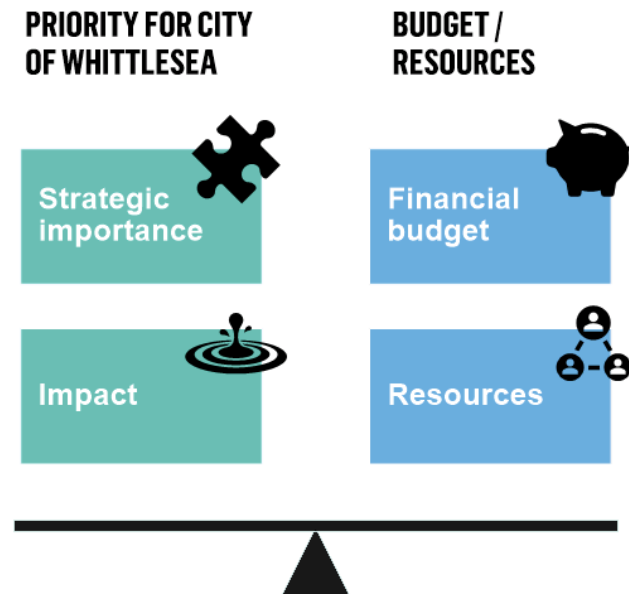 PRIORITY FOR CITY
OF WHITTLESEA
BUDGET /
RESOURCES
Strategic
importance
Financial
budget
Impact
Resources